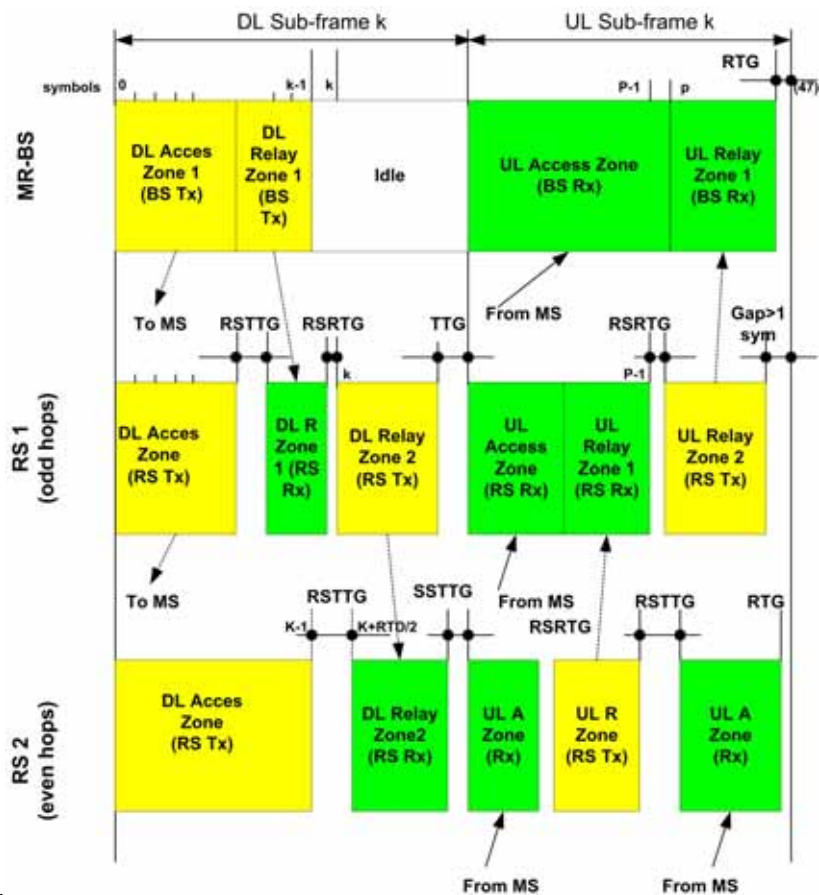 DL Sub-frame k
UL Sub-frame k
RTG
symbols
0
k-1
k
P-1
p
(47)
MR-BS
DL Acces
Zone 1
(BS Tx)
DL
Relay
Zone 1
(BS
Tx)
Idle
UL Access Zone
(BS Rx)
UL Relay
Zone 1
(BS Rx)
To MS
RSTTG
RSRTG
TTG
From MS
RSRTG
Gap>1
sym
k
P-1
RS 1
(odd hops)
DL Acces
Zone
(RS Tx)
DL R
Zone
1 (RS
Rx)
DL Relay
Zone 2
(RS Tx)
UL
Access
Zone
(RS Rx)
UL
Relay
Zone 1
(RS Rx)
UL Relay
Zone 2
(RS Tx)
To MS
RSTTG
SSTTG
From MS
RSRTG
RSTTG
RTG
K-1
K+RTD/2
RS 2
(even hops)
DL Acces
Zone
(RS Tx)
DL Relay
Zone2
(RS Rx)
UL A
Zone
(Rx)
UL R
Zone
(RS Tx)
UL A
Zone
(Rx)
From MS
From MS